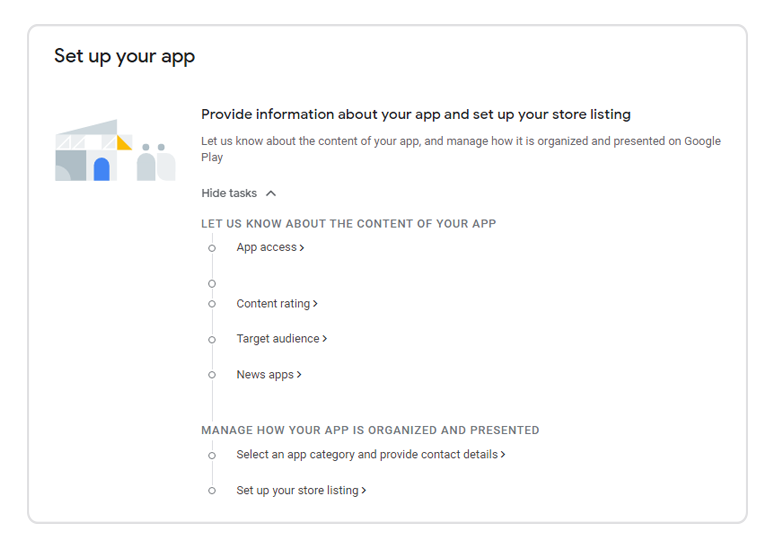 Set up your app
Provide information about your app and set up your store listing
Let us know about the content of your app, and manage how it is organized and presented on Google
Play
Hide tasks
LET US KNOW ABOUT THE CONTENT OF YOUR APP
App access >
Content rating >
Target audience >
News apps >
MANAGE HOW YOUR APP IS ORGANIZED AND PRESENTED
Select an app category and provide contact details >
Set up your store listing >